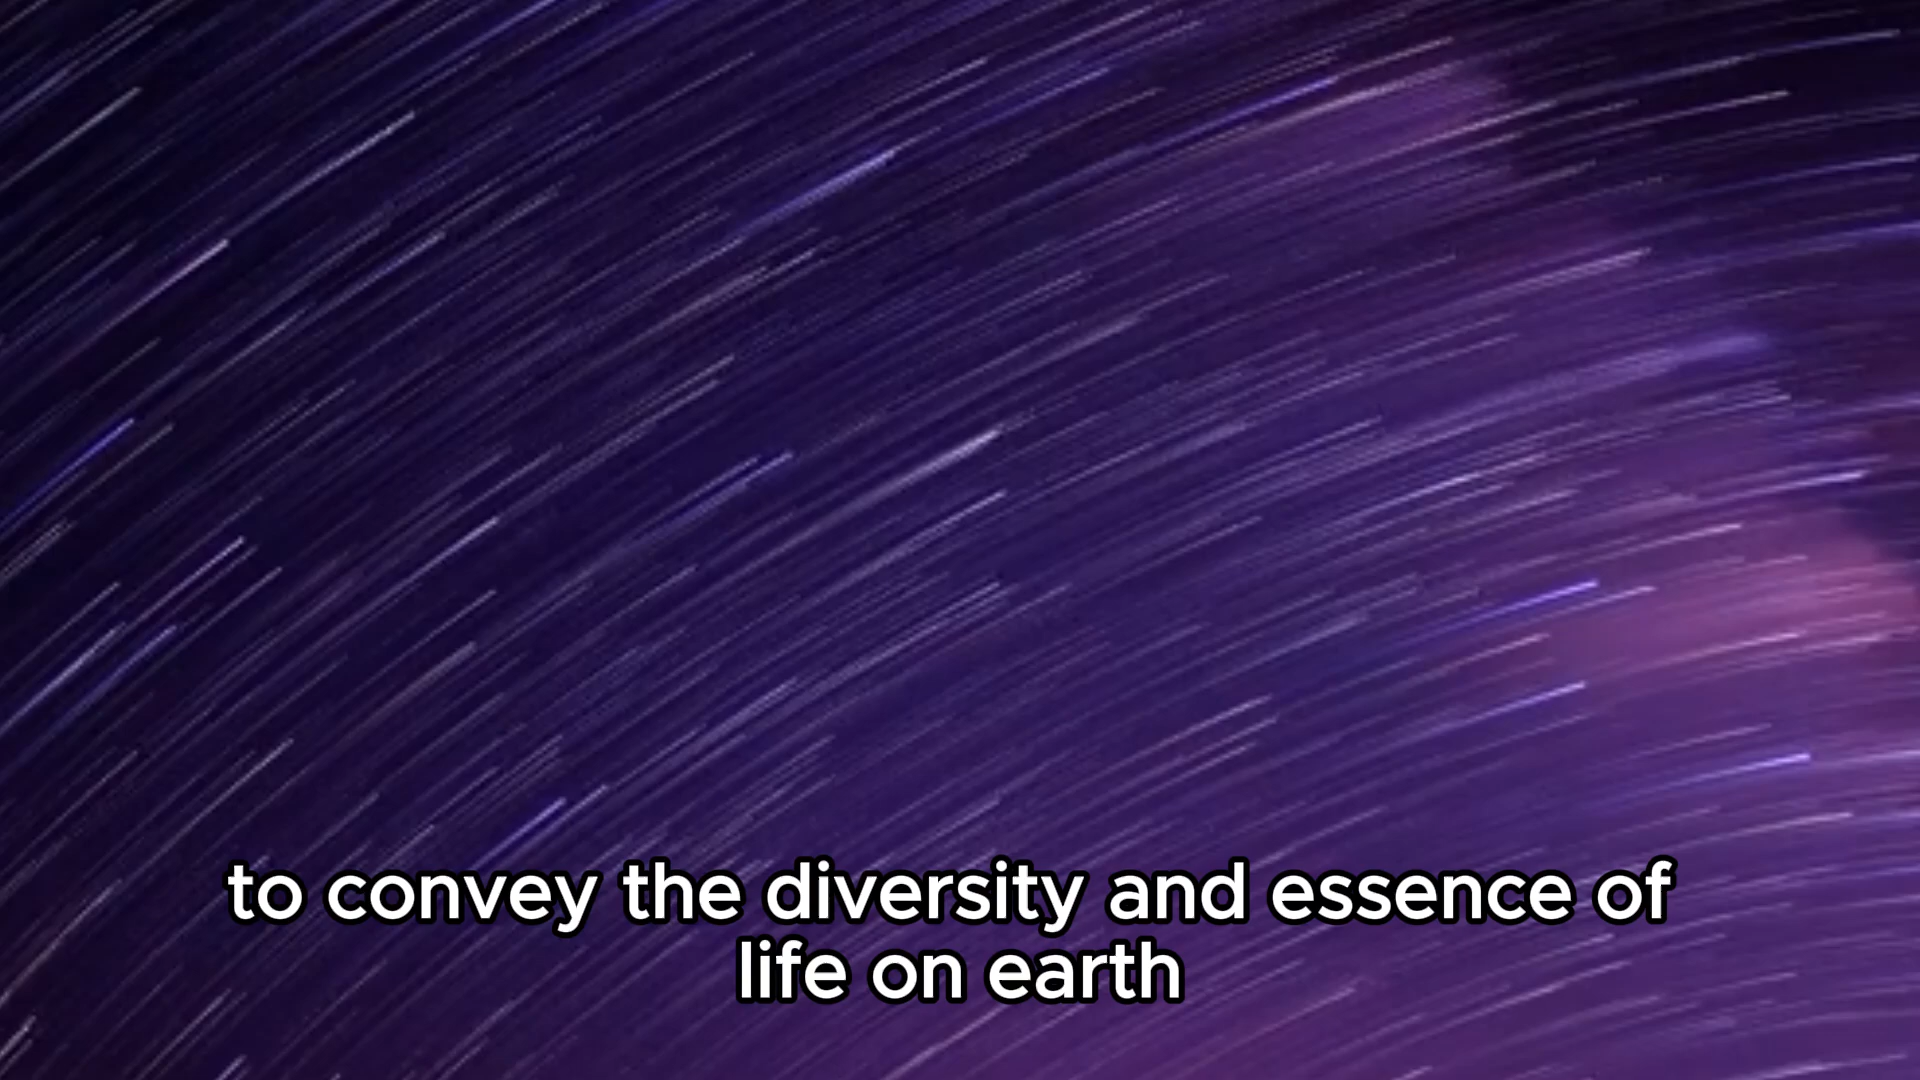 to convey the diversity and essence of
life on earth